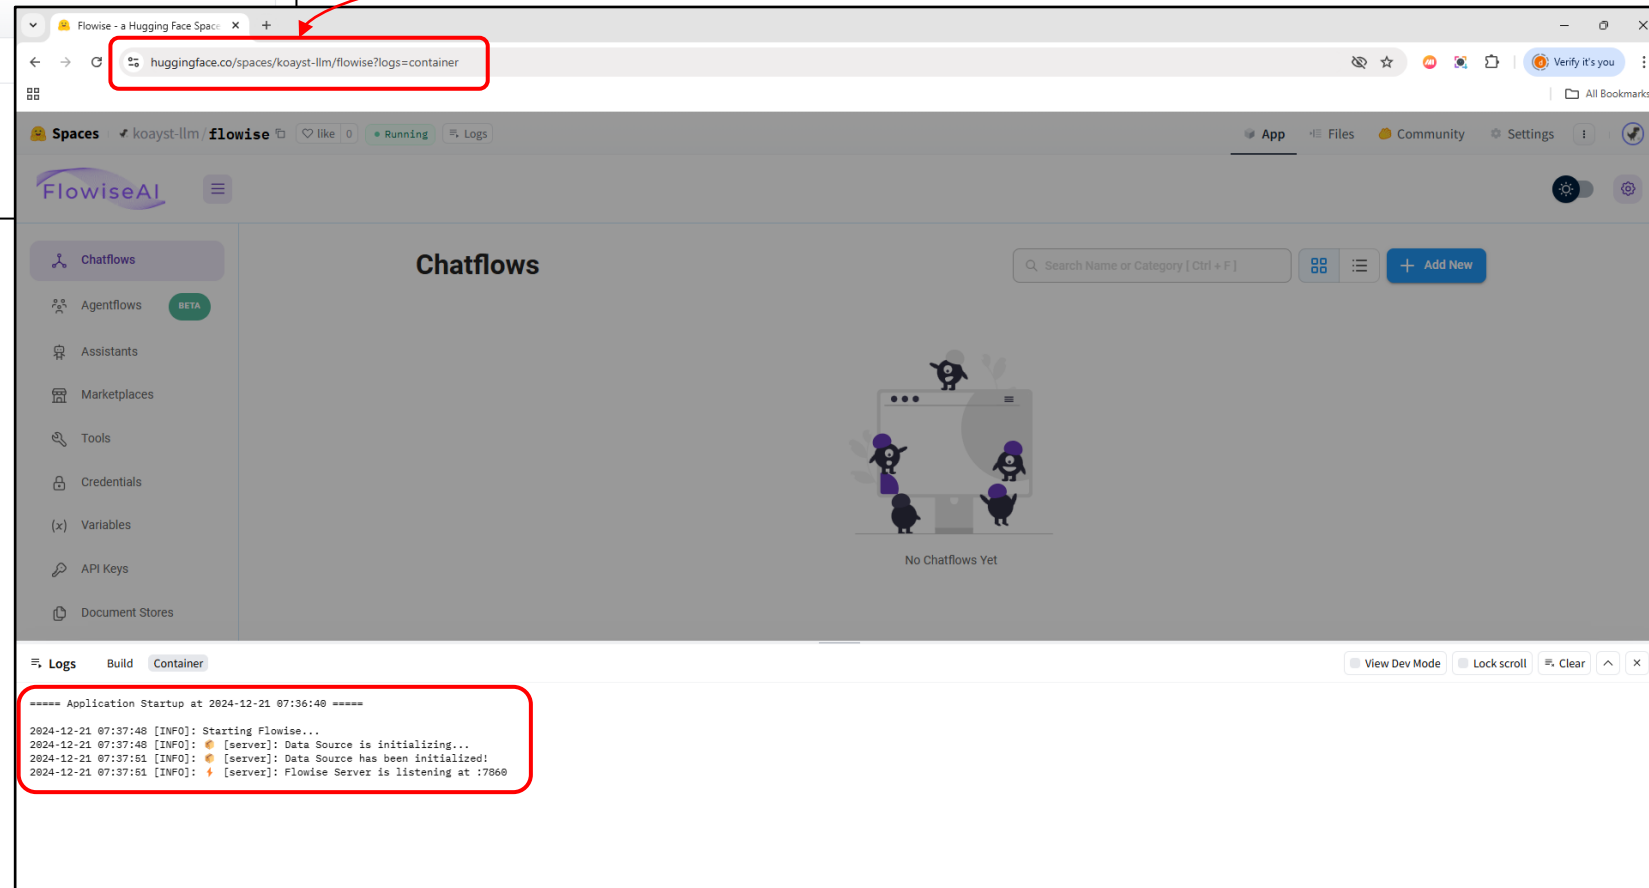 Flowise - a Hugging Face Space
huggingface.co/spaces/koayst-llm/flowise?logs=container
Verify it's you
All Bookmarks
Spaces koayst-llm/flowise like 0 Running Logs
App Files Community Settings
FlowiseAI
Chatflows
Agentflows BETA
Assistants
Marketplaces
Tools
Credentials
(x) Variables
API Keys
Document Stores
Chatflows
Search Name or Category [ Ctrl + F ]
+ Add New
No Chatflows Yet
Logs Build Container
View Dev Mode Lock scroll Clear
===== Application Startup at 2024-12-21 07:36:40 =====
2024-12-21 07:37:48 [INFO]: Starting Flowise...
2024-12-21 07:37:48 [INFO]: 📦 [server]: Data Source is initializing...
2024-12-21 07:37:51 [INFO]: 📦 [server]: Data Source has been initialized!
2024-12-21 07:37:51 [INFO]: ⚡️ [server]: Flowise Server is listening at :7860